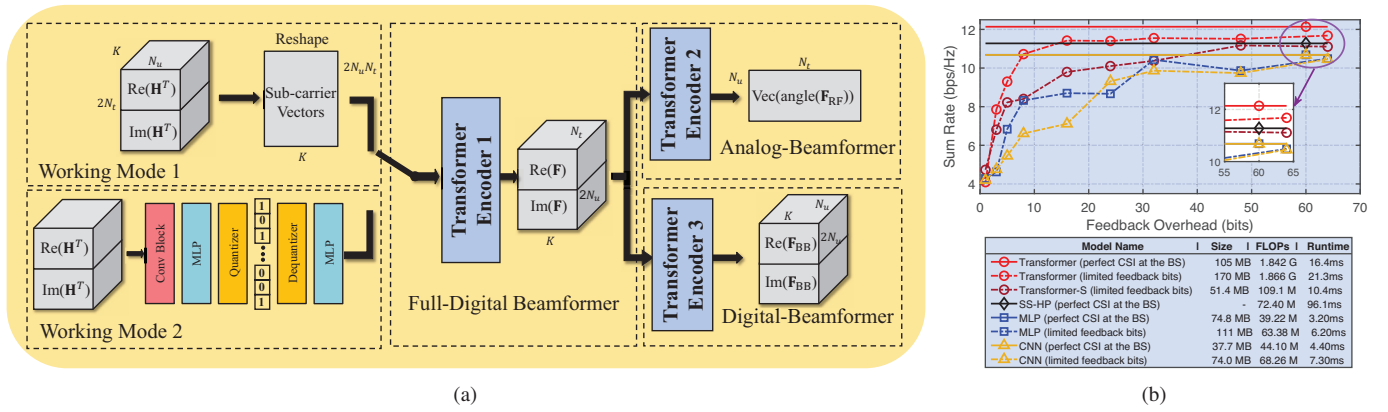 K
N_u
2N_t
Re(H^T)
Im(H^T)
Reshape
2N_uN_t
Sub-carrier
Vectors
K
Working Mode 1
Re(H^T)
Im(H^T)
Conv Block
MLP
Quantizer
1
0
1
0
0
1
Dequantizer
MLP
Working Mode 2
Transformer
Encoder 1
N_t
Re(F)
Im(F)
2N_u
K
Full-Digital Beamformer
Transformer
Encoder 2
N_t
N_u
Vec(angle(F_RF))
Analog-Beamformer
Transformer
Encoder 3
N_u
K
Re(F_BB)
2N_u
Im(F_BB)
Digital-Beamformer
(a)
Sum Rate (bps/Hz)
12
10
8
6
4
0 10 20 30 40 50 60 70
Feedback Overhead (bits)
12
10
55 60 65
Model Name | Size | FLOPs | Runtime
Transformer (perfect CSI at the BS) 105 MB 1.842 G 16.4ms
Transformer (limited feedback bits) 170 MB 1.866 G 21.3ms
Transformer-S (limited feedback bits) 51.4 MB 109.1 M 10.4ms
SS-HP (perfect CSI at the BS) - 72.40 M 96.1ms
MLP (perfect CSI at the BS) 74.8 MB 39.22 M 3.20ms
MLP (limited feedback bits) 111 MB 63.38 M 6.20ms
CNN (perfect CSI at the BS) 37.7 MB 44.10 M 4.40ms
CNN (limited feedback bits) 74.0 MB 68.26 M 7.30ms
(b)